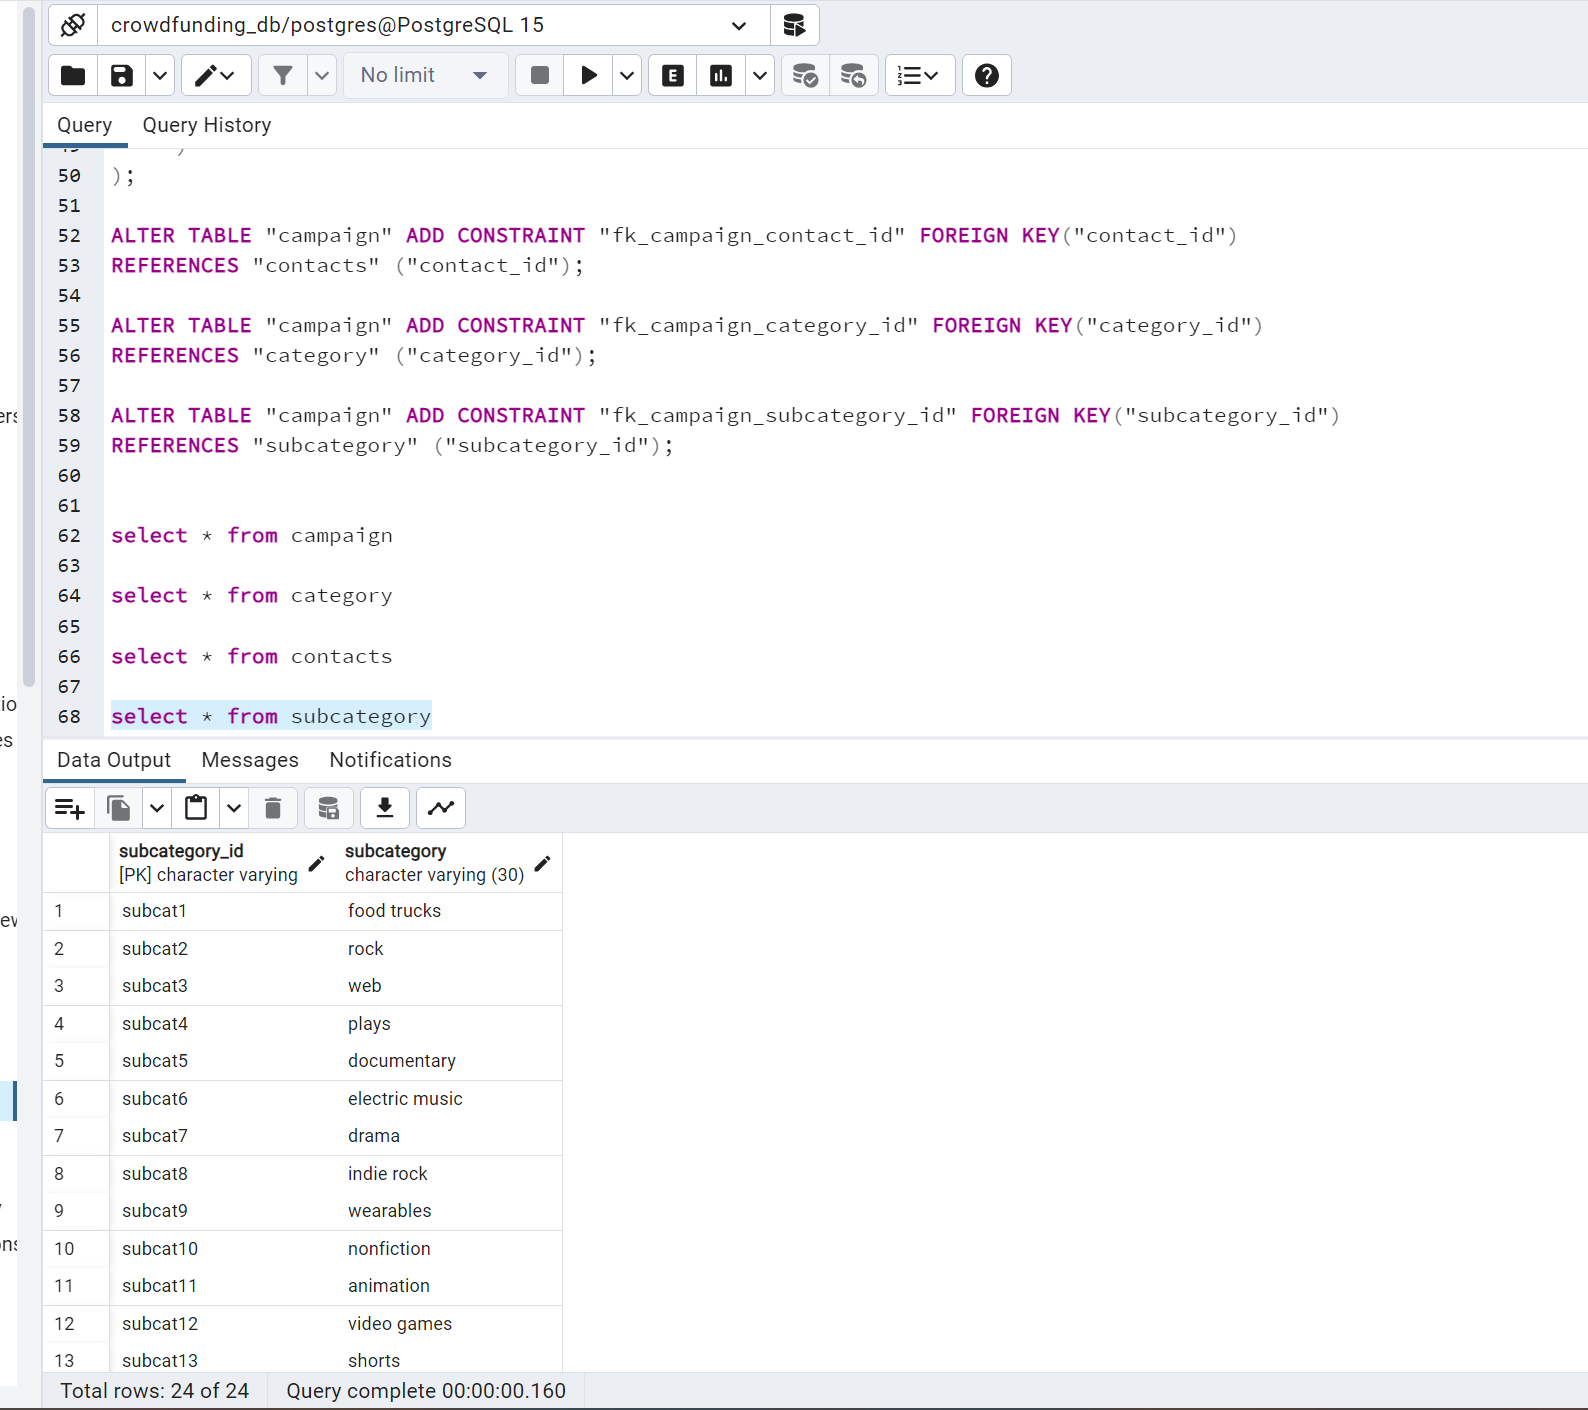 crowdfunding_db/postgres@PostgreSQL 15
No limit
E
Query Query History
50 );
51
52 ALTER TABLE "campaign" ADD CONSTRAINT "fk_campaign_contact_id" FOREIGN KEY("contact_id")
53 REFERENCES "contacts" ("contact_id");
54
55 ALTER TABLE "campaign" ADD CONSTRAINT "fk_campaign_category_id" FOREIGN KEY("category_id")
56 REFERENCES "category" ("category_id");
57
58 ALTER TABLE "campaign" ADD CONSTRAINT "fk_campaign_subcategory_id" FOREIGN KEY("subcategory_id")
59 REFERENCES "subcategory" ("subcategory_id");
60
61
62 select * from campaign
63
64 select * from category
65
66 select * from contacts
67
68 select * from subcategory
Data Output Messages Notifications
subcategory_id subcategory
[PK] character varying character varying (30)
1 subcat1 food trucks
2 subcat2 rock
3 subcat3 web
4 subcat4 plays
5 subcat5 documentary
6 subcat6 electric music
7 subcat7 drama
8 subcat8 indie rock
9 subcat9 wearables
10 subcat10 nonfiction
11 subcat11 animation
12 subcat12 video games
13 subcat13 shorts
Total rows: 24 of 24 Query complete 00:00:00.160